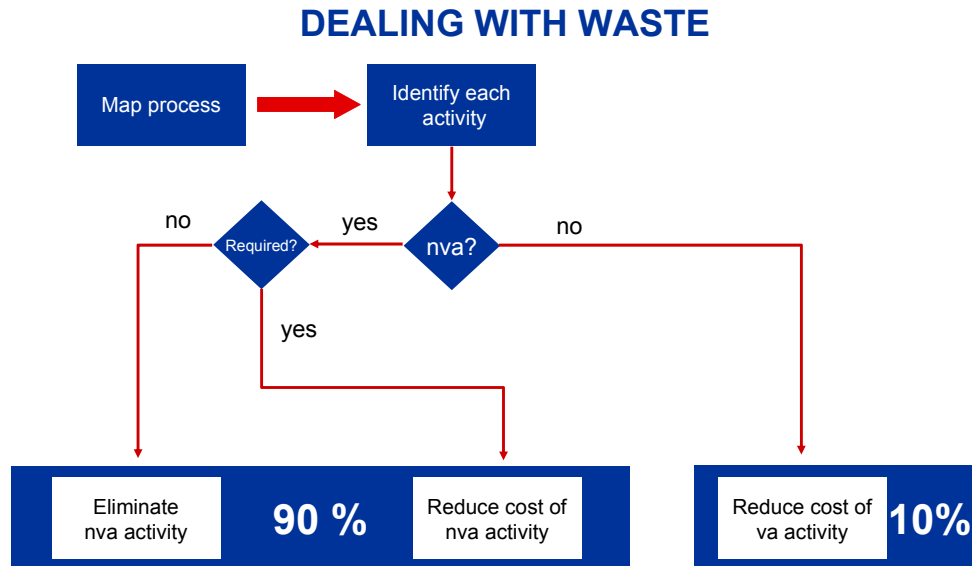 DEALING WITH WASTE
Map process
Identify each
activity
no
Required?
yes
nva?
no
yes
Eliminate
nva activity
90 %
Reduce cost of
nva activity
Reduce cost of
va activity
10%